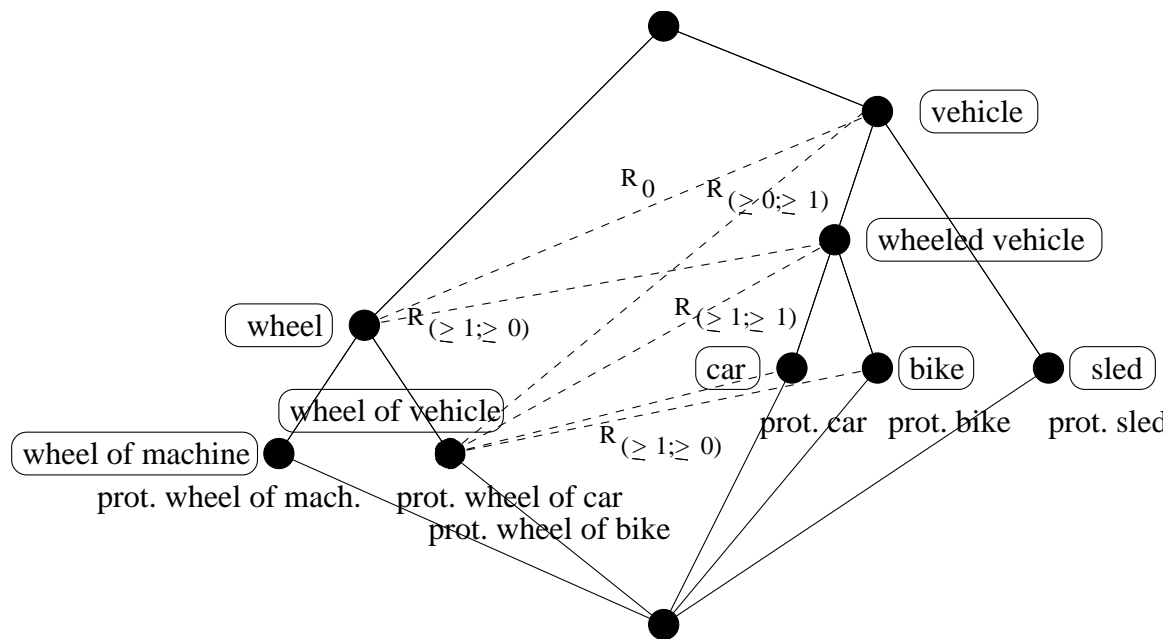 vehicle
R 0
R (≥ 0;≥ 1)
wheeled vehicle
wheel
R (≥ 1;≥ 0)
R (≥ 1;≥ 1)
car
bike
sled
wheel of vehicle
prot. car
prot. bike
prot. sled
R (≥ 1;≥ 0)
wheel of machine
prot. wheel of mach.
prot. wheel of car
prot. wheel of bike